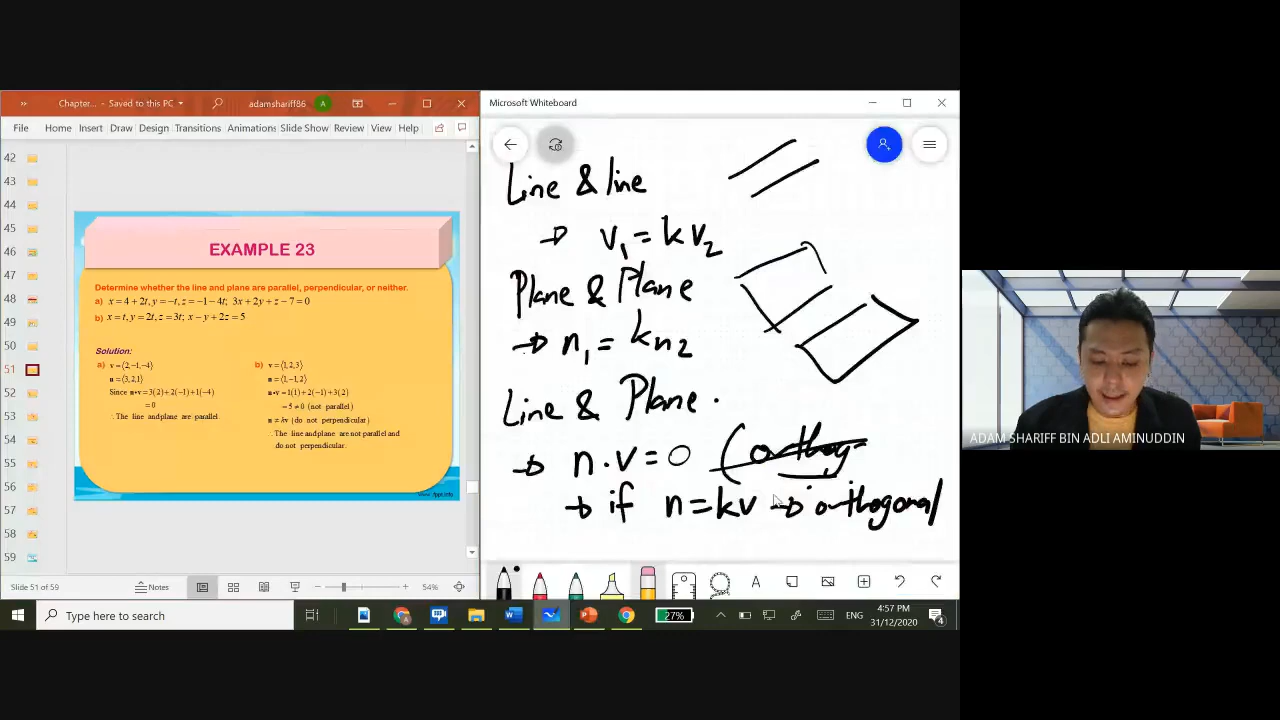 Chapter... - Saved to this PC
adamshariff86
A
File Home Insert Draw Design Transitions Animations Slide Show Review View Help
42
43
44
45
46
47
48
49
50
51
52
53
54
55
56
57
58
59
EXAMPLE 23
Determine whether the line and plane are parallel, perpendicular, or neither.
a) x = 4 + 2t, y = −t, z = −1 − 4t; 3x + 2y + z − 7 = 0
b) x = t, y = 2t, z = 3t; x − y + 2z = 5
Solution:
a) v = ⟨2,−1,−4⟩
n = ⟨3,2,1⟩
Since n•v = 3(2) + 2(−1) + 1(−4)
= 0
∴ The line and plane are parallel.
b) v = ⟨1,2,3⟩
n = ⟨1,−1,2⟩
n•v = 1(1) + 2(−1) + 3(2)
= 5 ≠ 0 (not parallel)
n ≠ kv (do not perpendicular)
∴ The line and plane are not parallel and
do not perpendicular.
Slide 51 of 59
Notes
54%
Microsoft Whiteboard
Line & line
→ v₁ = k v₂
Plane & Plane
→ n₁ = k n₂
Line & Plane .
→ n . v = 0 (orthog
→ if n = kv → orthogonal
A
ADAM SHARIFF BIN ADLI AMINUDDIN
Type here to search
27%
ENG
4:57 PM
31/12/2020
4